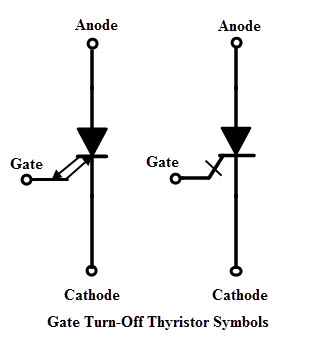 Anode
Anode
Gate
Gate
Cathode
Cathode
Gate Turn-Off Thyristor Symbols